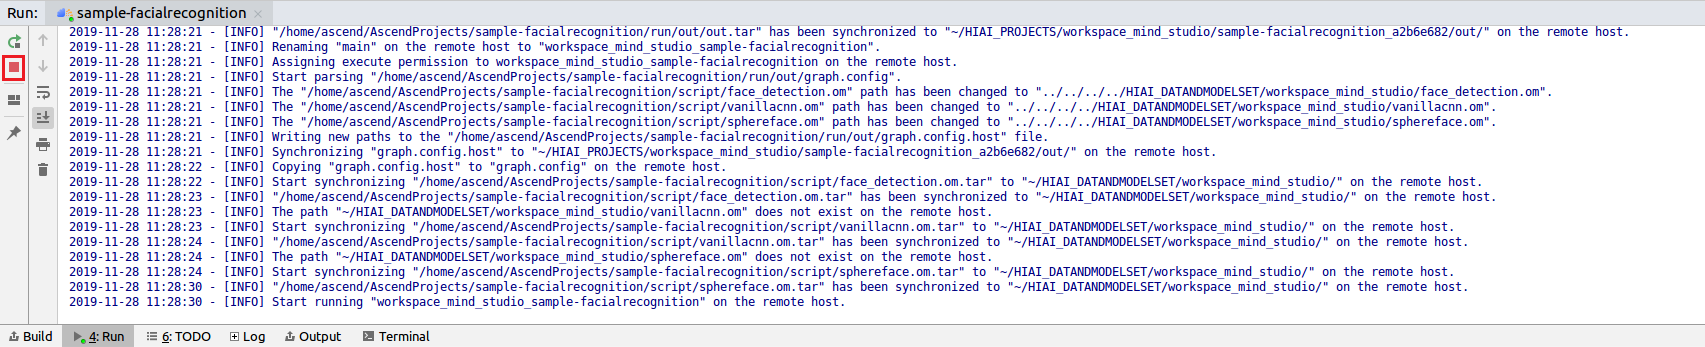 Run: sample-facialrecognition
2019-11-28 11:28:21 - [INFO] "/home/ascend/AscendProjects/sample-facialrecognition/run/out/out.tar" has been synchronized to "~/HIAI_PROJECTS/workspace_mind_studio/sample-facialrecognition_a2b6e682/out/" on the remote host.
2019-11-28 11:28:21 - [INFO] Renaming "main" on the remote host to "workspace_mind_studio_sample-facialrecognition".
2019-11-28 11:28:21 - [INFO] Assigning execute permission to workspace_mind_studio_sample-facialrecognition on the remote host.
2019-11-28 11:28:21 - [INFO] Start parsing "/home/ascend/AscendProjects/sample-facialrecognition/run/out/graph.config".
2019-11-28 11:28:21 - [INFO] The "/home/ascend/AscendProjects/sample-facialrecognition/script/face_detection.om" path has been changed to "../../../../HIAI_DATANDMODELSET/workspace_mind_studio/face_detection.om".
2019-11-28 11:28:21 - [INFO] The "/home/ascend/AscendProjects/sample-facialrecognition/script/vanillacnn.om" path has been changed to "../../../../HIAI_DATANDMODELSET/workspace_mind_studio/vanillacnn.om".
2019-11-28 11:28:21 - [INFO] The "/home/ascend/AscendProjects/sample-facialrecognition/script/sphereface.om" path has been changed to "../../../../HIAI_DATANDMODELSET/workspace_mind_studio/sphereface.om".
2019-11-28 11:28:21 - [INFO] Writing new paths to the "/home/ascend/AscendProjects/sample-facialrecognition/run/out/graph.config.host" file.
2019-11-28 11:28:21 - [INFO] Synchronizing "graph.config.host" to "~/HIAI_PROJECTS/workspace_mind_studio/sample-facialrecognition_a2b6e682/out/" on the remote host.
2019-11-28 11:28:22 - [INFO] Copying "graph.config.host" to "graph.config" on the remote host.
2019-11-28 11:28:22 - [INFO] Start synchronizing "/home/ascend/AscendProjects/sample-facialrecognition/script/face_detection.om.tar" to "~/HIAI_DATANDMODELSET/workspace_mind_studio/" on the remote host.
2019-11-28 11:28:23 - [INFO] "/home/ascend/AscendProjects/sample-facialrecognition/script/face_detection.om.tar" has been synchronized to "~/HIAI_DATANDMODELSET/workspace_mind_studio/" on the remote host.
2019-11-28 11:28:23 - [INFO] The path "~/HIAI_DATANDMODELSET/workspace_mind_studio/vanillacnn.om" does not exist on the remote host.
2019-11-28 11:28:23 - [INFO] Start synchronizing "/home/ascend/AscendProjects/sample-facialrecognition/script/vanillacnn.om.tar" to "~/HIAI_DATANDMODELSET/workspace_mind_studio/" on the remote host.
2019-11-28 11:28:24 - [INFO] "/home/ascend/AscendProjects/sample-facialrecognition/script/vanillacnn.om.tar" has been synchronized to "~/HIAI_DATANDMODELSET/workspace_mind_studio/" on the remote host.
2019-11-28 11:28:24 - [INFO] The path "~/HIAI_DATANDMODELSET/workspace_mind_studio/sphereface.om" does not exist on the remote host.
2019-11-28 11:28:24 - [INFO] Start synchronizing "/home/ascend/AscendProjects/sample-facialrecognition/script/sphereface.om.tar" to "~/HIAI_DATANDMODELSET/workspace_mind_studio/" on the remote host.
2019-11-28 11:28:30 - [INFO] "/home/ascend/AscendProjects/sample-facialrecognition/script/sphereface.om.tar" has been synchronized to "~/HIAI_DATANDMODELSET/workspace_mind_studio/" on the remote host.
2019-11-28 11:28:30 - [INFO] Start running "workspace_mind_studio_sample-facialrecognition" on the remote host.
Build 4: Run 6: TODO Log Output Terminal